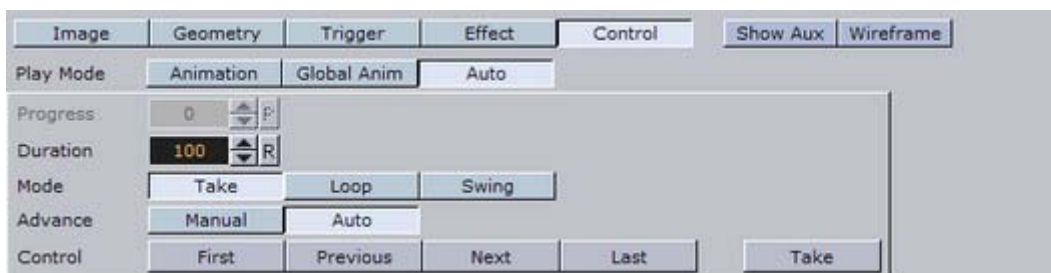 Image Geometry Trigger Effect Control Show Aux Wireframe
Play Mode Animation Global Anim Auto
Progress 0 P
Duration 100 R
Mode Take Loop Swing
Advance Manual Auto
Control First Previous Next Last Take